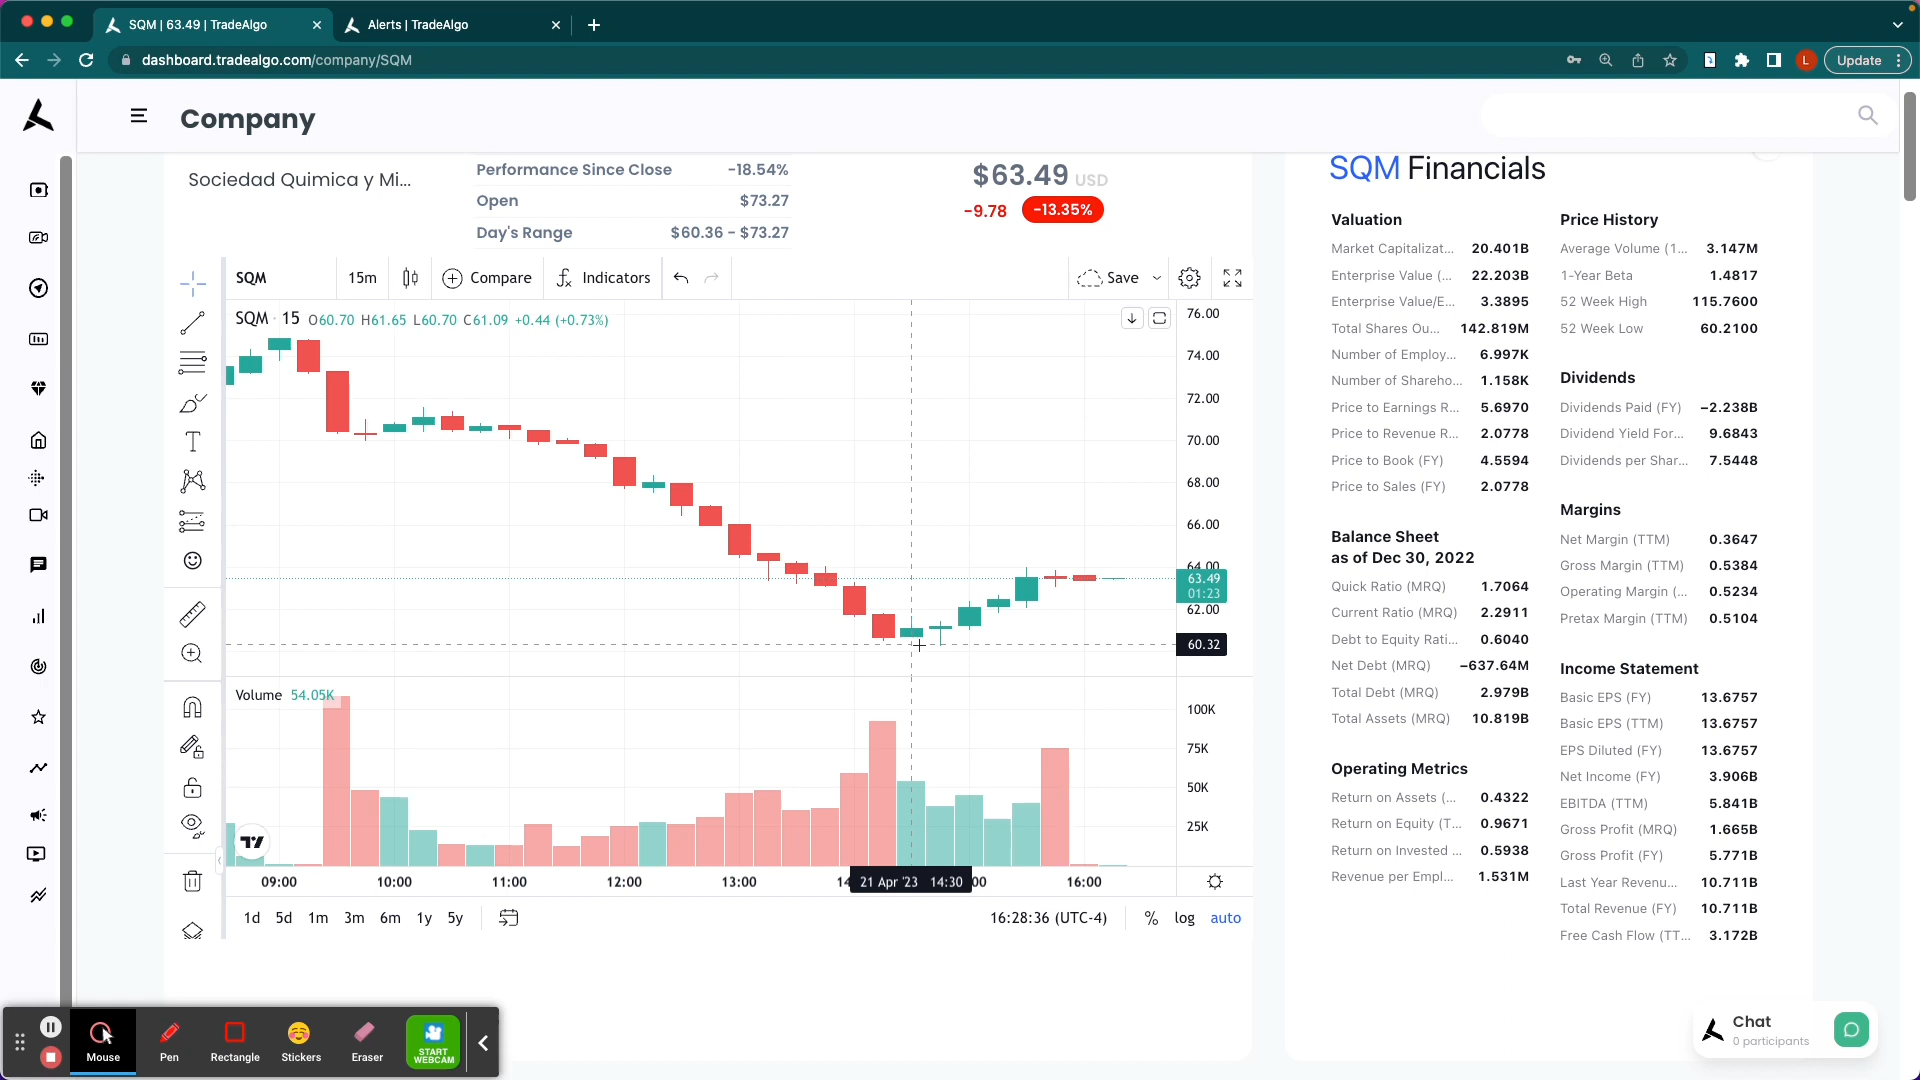 SQM | 63.49 | TradeAlgo
Alerts | TradeAlgo
dashboard.tradealgo.com/company/SQM
L
Update
Company
Sociedad Quimica y Mi...
Performance Since Close -18.54%
Open $73.27
Day's Range $60.36 - $73.27
$63.49 USD
-9.78 -13.35%
SQM 15m Compare Indicators Save
SQM · 15 O60.70 H61.65 L60.70 C61.09 +0.44 (+0.73%)
76.00
74.00
72.00
70.00
68.00
66.00
64.00
63.49
01:23
62.00
60.32
Volume 54.05K
100K
75K
50K
25K
09:00 10:00 11:00 12:00 13:00 14 21 Apr '23 14:30 00 16:00
1d 5d 1m 3m 6m 1y 5y 16:28:36 (UTC-4) % log auto
SQM Financials
Valuation
Market Capitalizat... 20.401B
Enterprise Value (... 22.203B
Enterprise Value/E... 3.3895
Total Shares Ou... 142.819M
Number of Employ... 6.997K
Number of Shareho... 1.158K
Price to Earnings R... 5.6970
Price to Revenue R... 2.0778
Price to Book (FY) 4.5594
Price to Sales (FY) 2.0778
Balance Sheet
as of Dec 30, 2022
Quick Ratio (MRQ) 1.7064
Current Ratio (MRQ) 2.2911
Debt to Equity Rati... 0.6040
Net Debt (MRQ) −637.64M
Total Debt (MRQ) 2.979B
Total Assets (MRQ) 10.819B
Operating Metrics
Return on Assets (... 0.4322
Return on Equity (T... 0.9671
Return on Invested ... 0.5938
Revenue per Empl... 1.531M
Price History
Average Volume (1... 3.147M
1-Year Beta 1.4817
52 Week High 115.7600
52 Week Low 60.2100
Dividends
Dividends Paid (FY) −2.238B
Dividend Yield For... 9.6843
Dividends per Shar... 7.5448
Margins
Net Margin (TTM) 0.3647
Gross Margin (TTM) 0.5384
Operating Margin (... 0.5234
Pretax Margin (TTM) 0.5104
Income Statement
Basic EPS (FY) 13.6757
Basic EPS (TTM) 13.6757
EPS Diluted (FY) 13.6757
Net Income (FY) 3.906B
EBITDA (TTM) 5.841B
Gross Profit (MRQ) 1.665B
Gross Profit (FY) 5.771B
Last Year Revenu... 10.711B
Total Revenue (FY) 10.711B
Free Cash Flow (TT... 3.172B
Mouse Pen Rectangle Stickers Eraser START
WEBCAM
Chat
0 participants